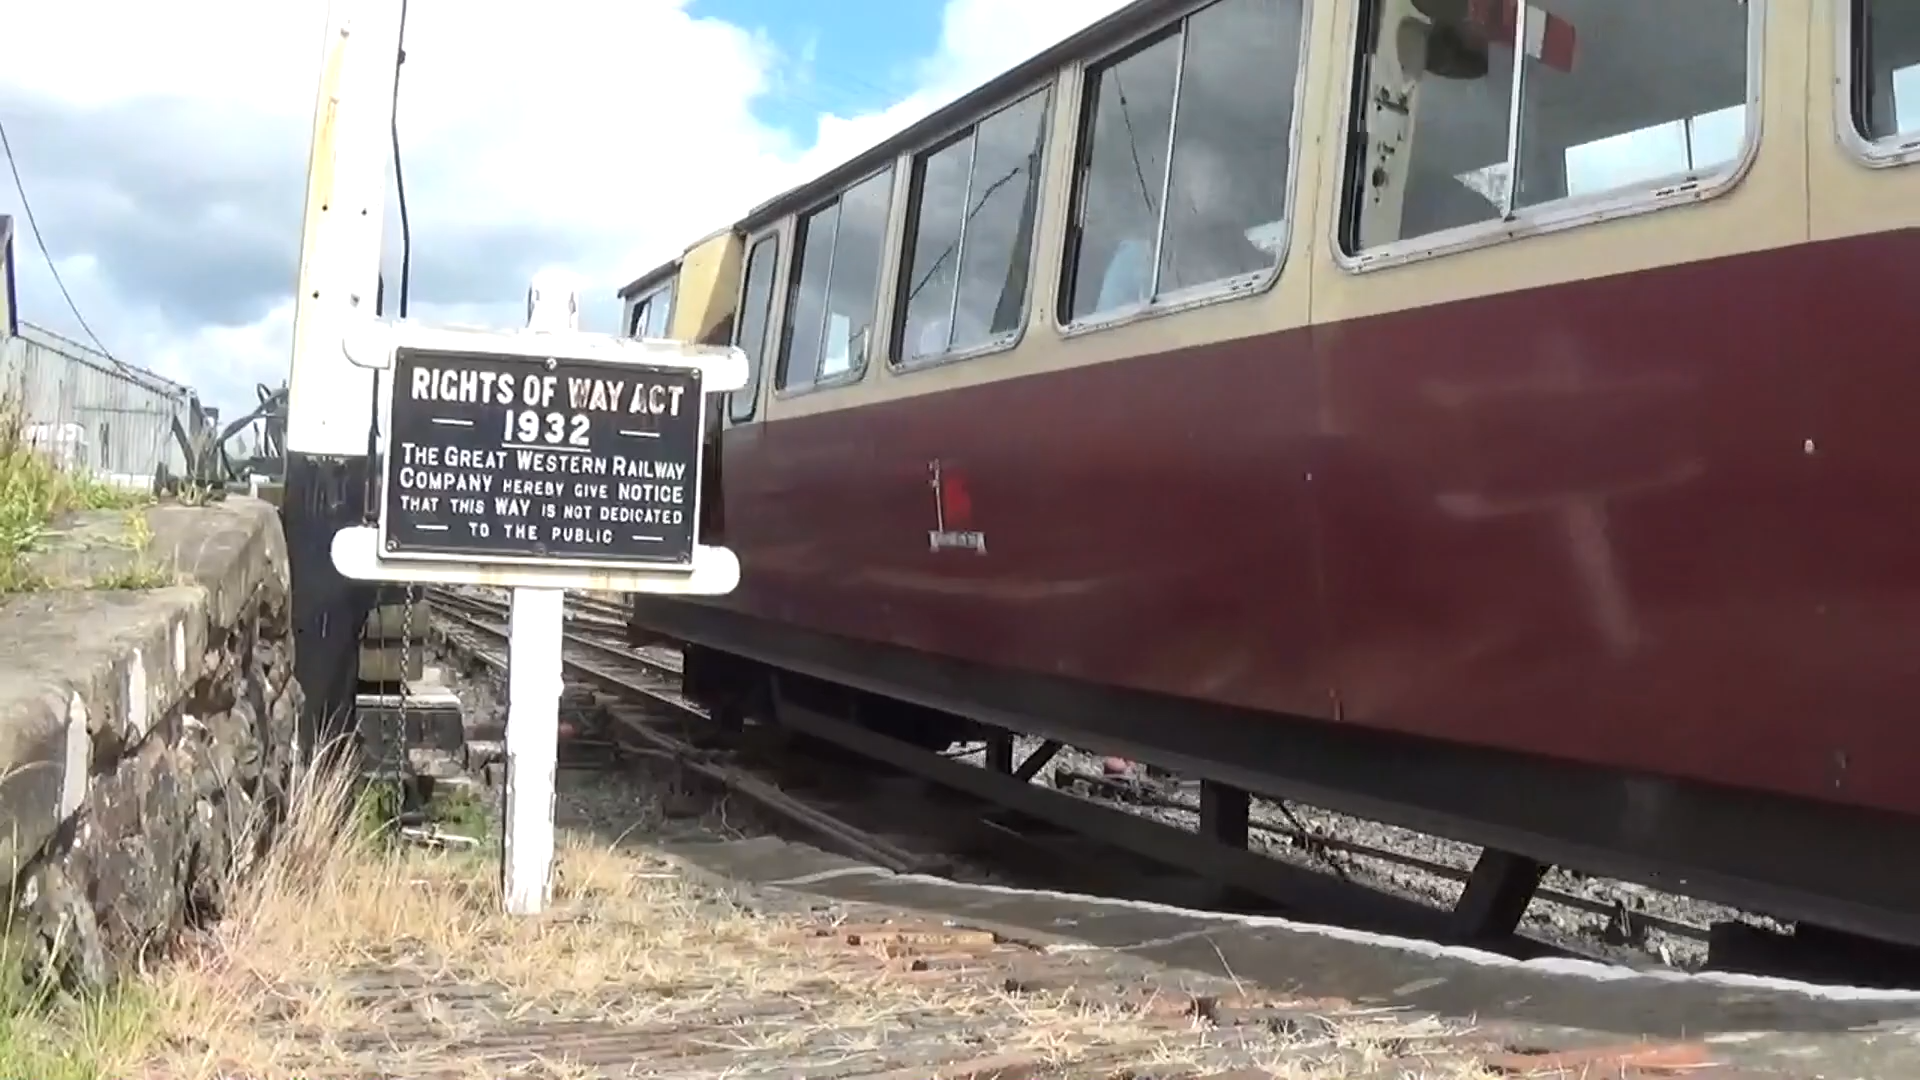 RIGHTS OF WAY ACT
1932
THE GREAT WESTERN RAILWAY
COMPANY HEREBY GIVE NOTICE
THAT THIS WAY IS NOT DEDICATED
TO THE PUBLIC